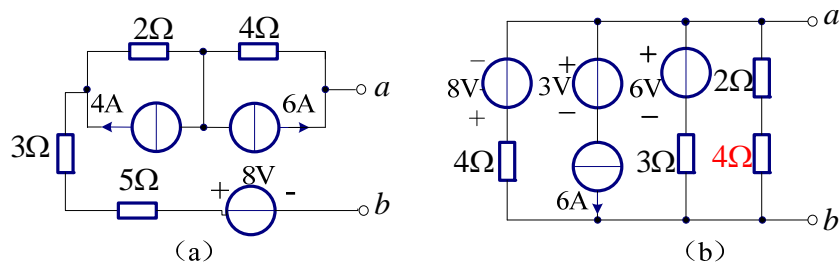 2Ω 4Ω
4A 6A a
3Ω
5Ω + 8V - b
(a)
a
− + +
8V 3V 6V 2Ω
+ − −
4Ω 3Ω 4Ω
6A
b
(b)